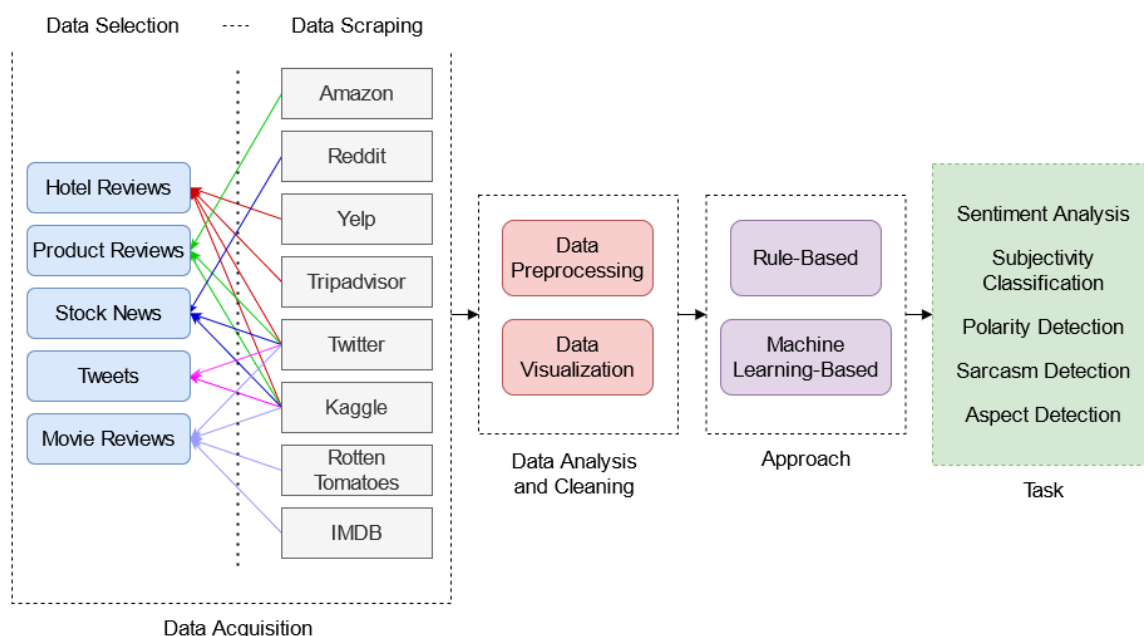 Data Selection ---- Data Scraping
Amazon
Reddit
Yelp
Tripadvisor
Twitter
Kaggle
Rotten
Tomatoes
IMDB
Hotel Reviews
Product Reviews
Stock News
Tweets
Movie Reviews
Data Acquisition
Data
Preprocessing
Data
Visualization
Data Analysis
and Cleaning
Rule-Based
Machine
Learning-Based
Approach
Sentiment Analysis
Subjectivity
Classification
Polarity Detection
Sarcasm Detection
Aspect Detection
Task